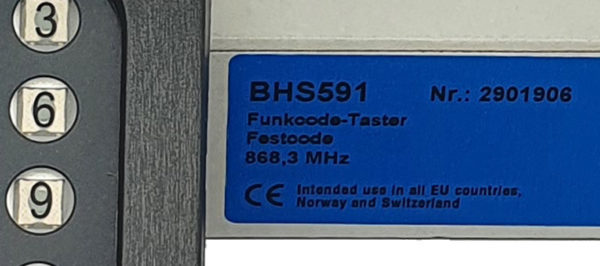 3
6
9
BHS591 Nr.: 2901906
Funkcode-Taster
Festcode
868,3 MHz
CE Intended use in all EU countries,
Norway and Switzerland